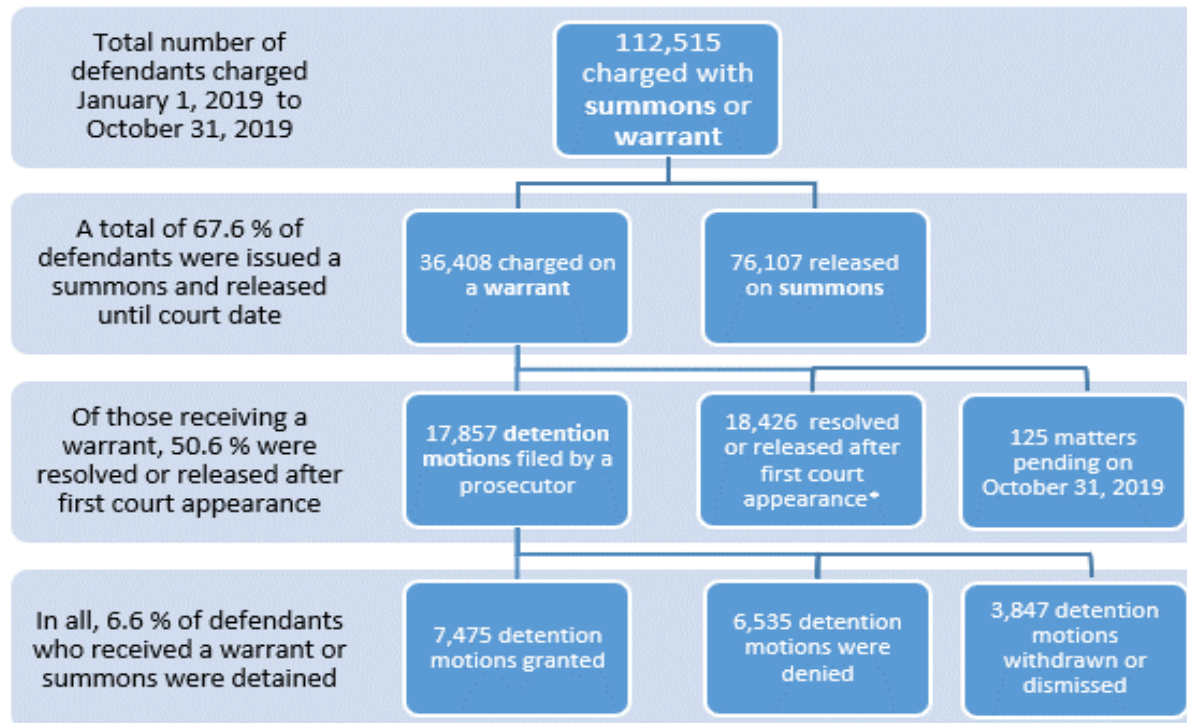 Total number of
defendants charged
January 1, 2019 to
October 31, 2019
112,515
charged with
summons or
warrant
A total of 67.6 % of
defendants were issued a
summons and released
until court date
36,408 charged on
a warrant
76,107 released
on summons
Of those receiving a
warrant, 50.6 % were
resolved or released after
first court appearance
17,857 detention
motions filed by a
prosecutor
18,426 resolved
or released after
first court
appearance*
125 matters
pending on
October 31, 2019
In all, 6.6 % of defendants
who received a warrant or
summons were detained
7,475 detention
motions granted
6,535 detention
motions were
denied
3,847 detention
motions
withdrawn or
dismissed